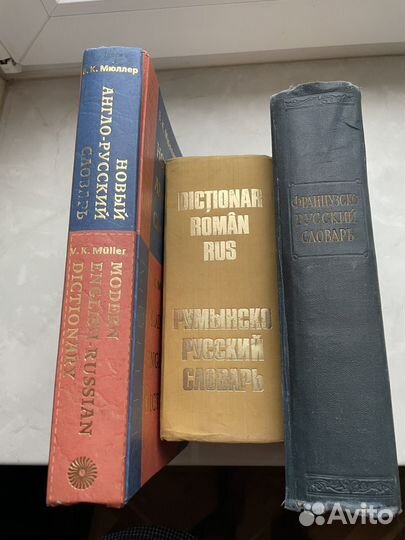 В. К. Мюллер
НОВЫЙ
АНГЛО-РУССКИЙ
СЛОВАРЬ
V. K. Müller
MODERN
ENGLISH-RUSSIAN
DICTIONARY
DICȚIONAR
ROMÂN
RUS
РУМЫНСКО
РУССКИЙ
СЛОВАРЬ
ФРАНЦУЗСКО
РУССКИЙ
СЛОВАРЬ
Avito